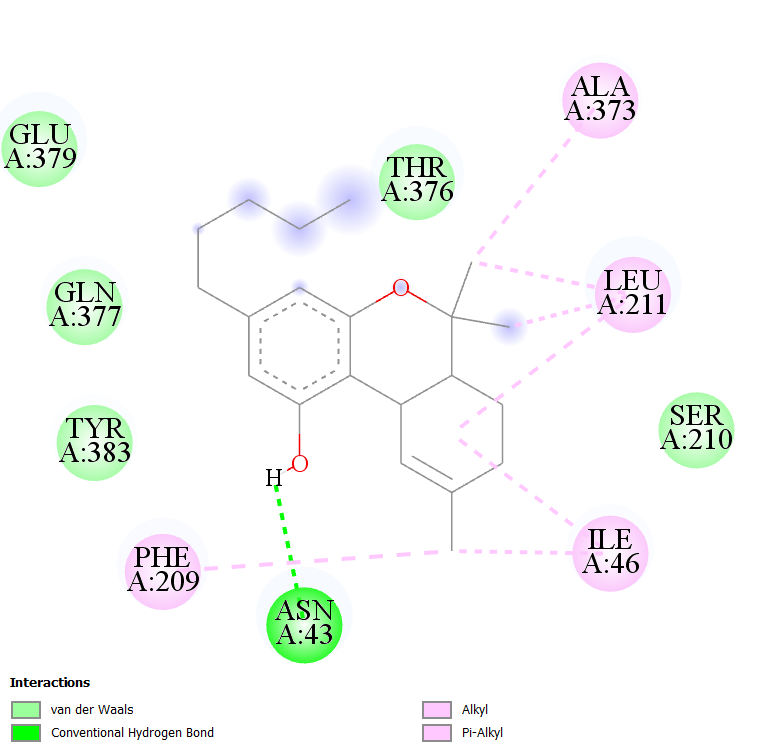 ALA
A:373
GLU
A:379
THR
A:376
LEU
A:211
GLN
A:377
O
SER
A:210
TYR
A:383
O
H
PHE
A:209
ILE
A:46
ASN
A:43
Interactions
van der Waals
Conventional Hydrogen Bond
Alkyl
Pi-Alkyl